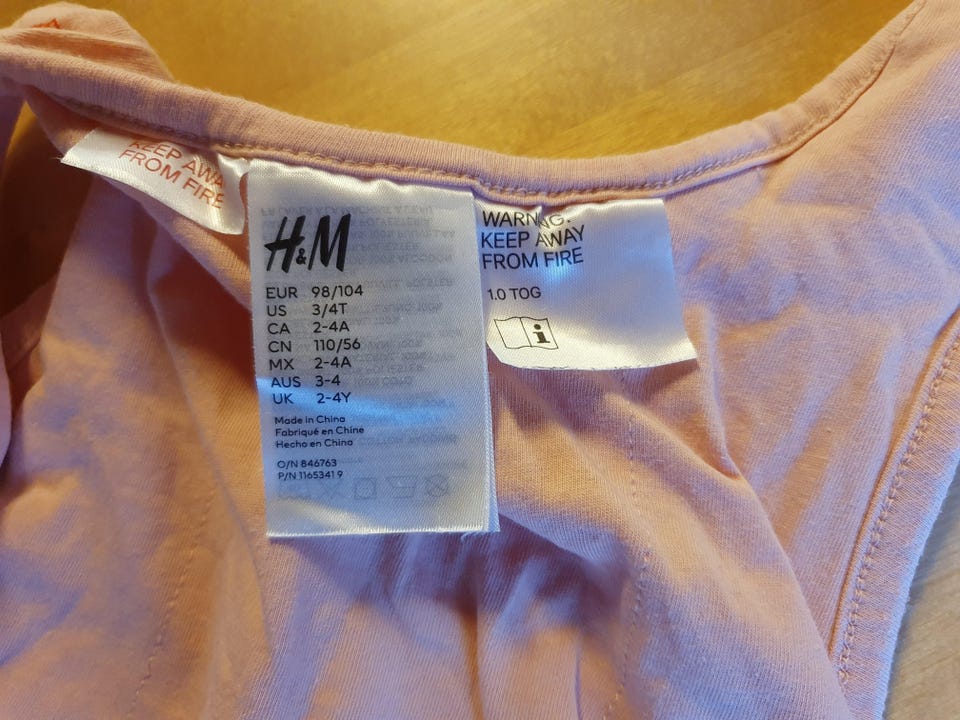 KEEP AWA
FROM FIRE
H&M
EUR 98/104
US 3/4T
CA 2-4A
CN 110/56
MX 2-4A
AUS 3-4
UK 2-4Y
Made in China
Fabriqué en Chine
Hecho en China
O/N 846763
P/N 1165341 9
WARNING.
KEEP AWAY
FROM FIRE
1.0 TOG
i